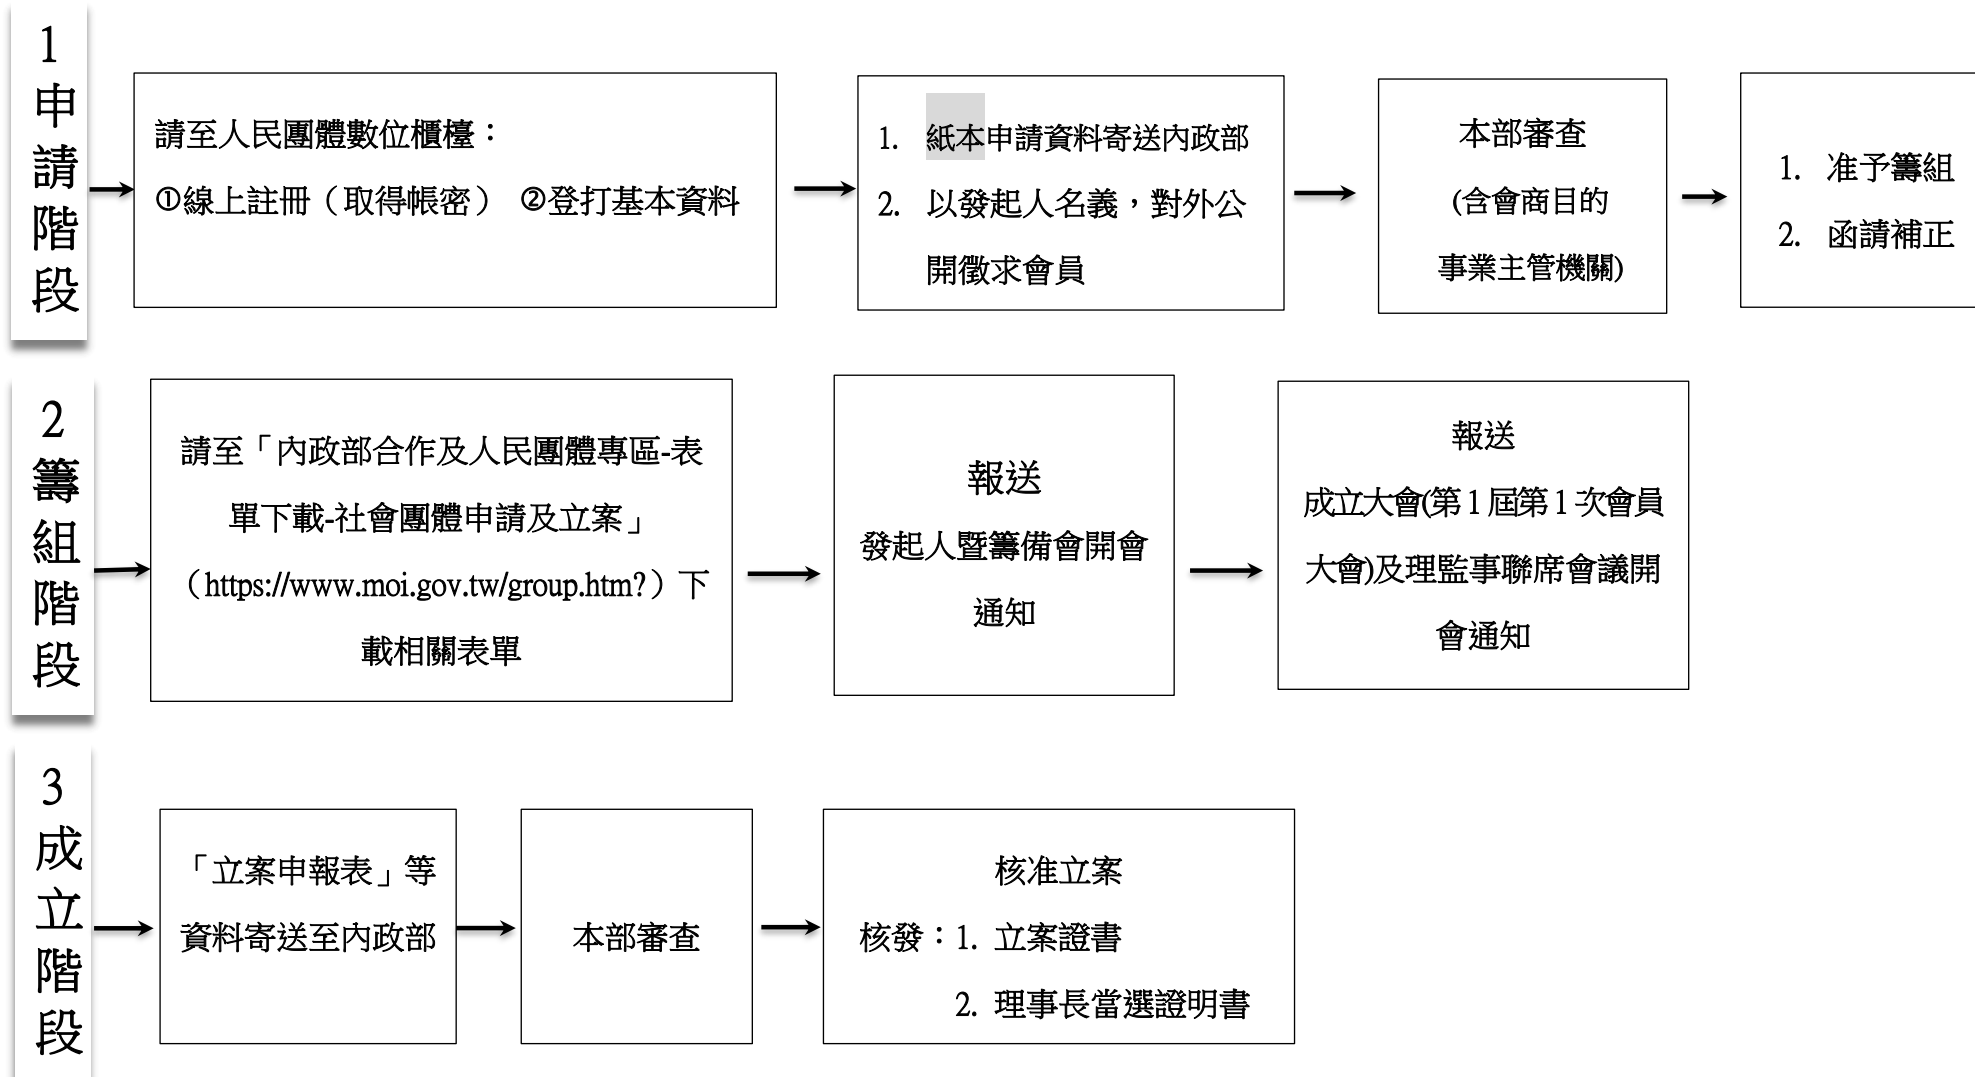 1
申
請
階
段
請至人民團體數位櫃檯：
①線上註冊（取得帳密） ②登打基本資料
1. 紙本申請資料寄送內政部
2. 以發起人名義，對外公
開徵求會員
本部審查
(含會商目的
事業主管機關)
1. 准予籌組
2. 函請補正
2
籌
組
階
段
請至「內政部合作及人民團體專區-表
單下載-社會團體申請及立案」
（https://www.moi.gov.tw/group.htm?）下
載相關表單
報送
發起人暨籌備會開會
通知
報送
成立大會(第 1 屆第 1 次會員
大會)及理監事聯席會議開
會通知
3
成
立
階
段
「立案申報表」等
資料寄送至內政部
本部審查
核准立案
核發：1. 立案證書
2. 理事長當選證明書